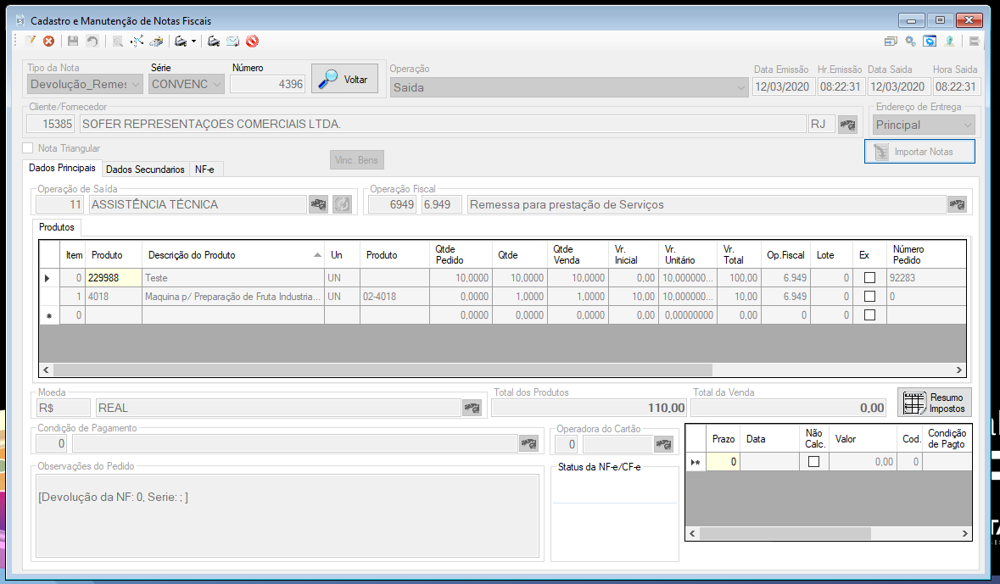 Cadastro e Manutenção de Notas Fiscais
Tipo da Nota Série Número Operação Data Emissão Hr.Emissão Data Saida Hora Saida
Devolução_Remes CONVENC 4396 Voltar Saida 12/03/2020 08:22:31 12/03/2020 08:22:31
Cliente/Fornecedor Endereço de Entrega
15385 SOFER REPRESENTAÇOES COMERCIAIS LTDA. RJ Principal
Nota Triangular Vinc. Bens Importar Notas
Dados Principais Dados Secundarios NF-e
Operação de Saída Operação Fiscal
11 ASSISTÊNCIA TÉCNICA 6949 6.949 Remessa para prestação de Serviços
Produtos
Item Produto Descrição do Produto Un Produto Qtde Pedido Qtde Qtde Venda Vr. Inicial Vr. Unitário Vr. Total Op.Fiscal Lote Ex Número Pedido
0 229988 Teste UN 10,0000 10,0000 10,0000 0,00 10,000000... 100,00 6.949 0 92283
1 4018 Maquina p/ Preparação de Fruta Industria... UN 02-4018 0,0000 1,0000 1,0000 10,00 10,000000... 10,00 6.949 0 0
0 0,0000 0,0000 0,0000 0,00 0,00000000 0,00 0 0
Moeda Total dos Produtos Total da Venda
R$ REAL 110.00 0.00 Resumo Impostos
Condição de Pagamento Operadora do Cartão
0 0
Prazo Data Não Calc. Valor Cod. Condição de Pagto
0 0,00 0
Observações do Pedido Status da NF-e/CF-e
[Devolução da NF: 0, Serie: ; ]